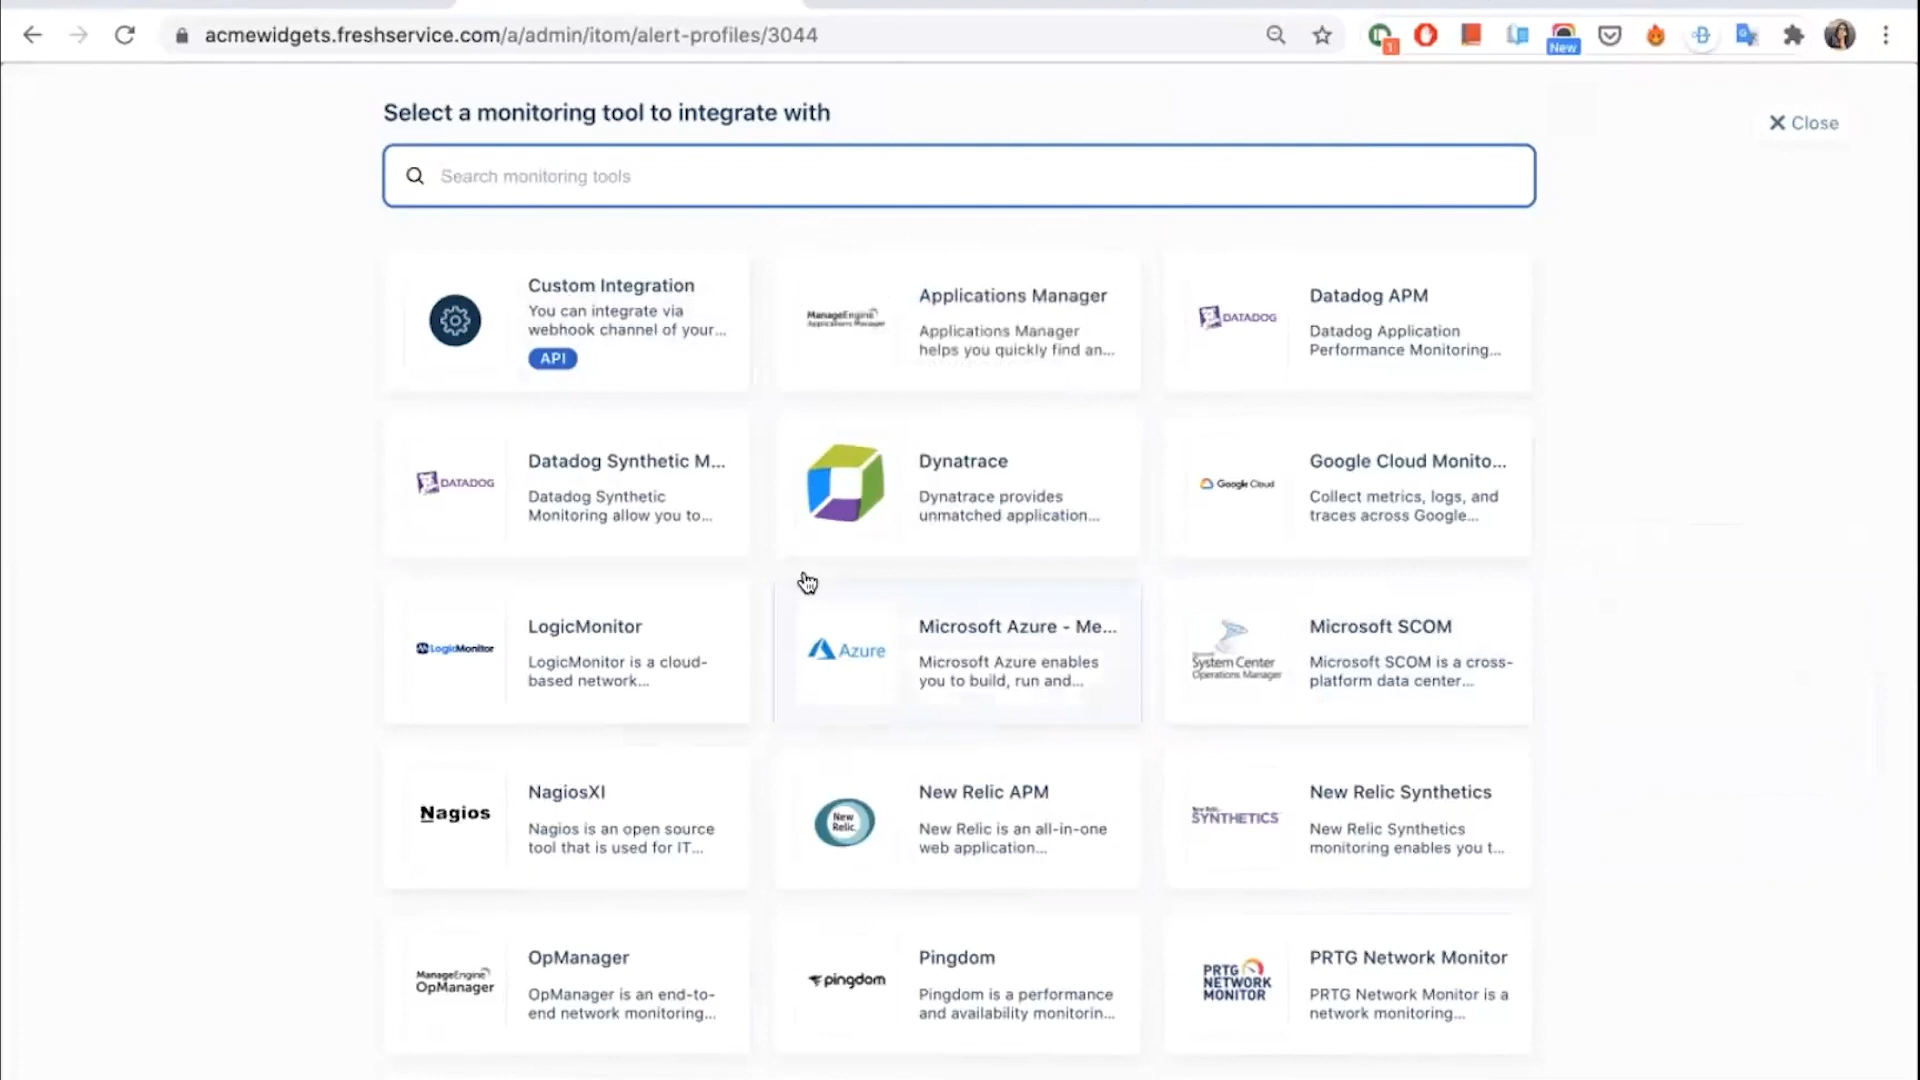 acmewidgets.freshservice.com/a/admin/itom/alert-profiles/3044
1
New
Select a monitoring tool to integrate with
Close
Search monitoring tools
Custom Integration
You can integrate via
webhook channel of your...
API
ManageEngine
Applications Manager
Applications Manager
Applications Manager
helps you quickly find an...
DATADOG
Datadog APM
Datadog Application
Performance Monitoring...
DATADOG
Datadog Synthetic M...
Datadog Synthetic
Monitoring allow you to...
Dynatrace
Dynatrace provides
unmatched application...
Google Cloud
Google Cloud Monito...
Collect metrics, logs, and
traces across Google...
LogicMonitor
LogicMonitor
LogicMonitor is a cloud-
based network...
Azure
Microsoft Azure - Me...
Microsoft Azure enables
you to build, run and...
System Center
Operations Manager
Microsoft SCOM
Microsoft SCOM is a cross-
platform data center...
Nagios
NagiosXI
Nagios is an open source
tool that is used for IT...
New
Relic
New Relic APM
New Relic is an all-in-one
web application...
New Relic
SYNTHETICS
New Relic Synthetics
New Relic Synthetics
monitoring enables you t...
ManageEngine
OpManager
OpManager
OpManager is an end-to-
end network monitoring...
pingdom
Pingdom
Pingdom is a performance
and availability monitorin...
PRTG
NETWORK
MONITOR
PRTG Network Monitor
PRTG Network Monitor is a
network monitoring...